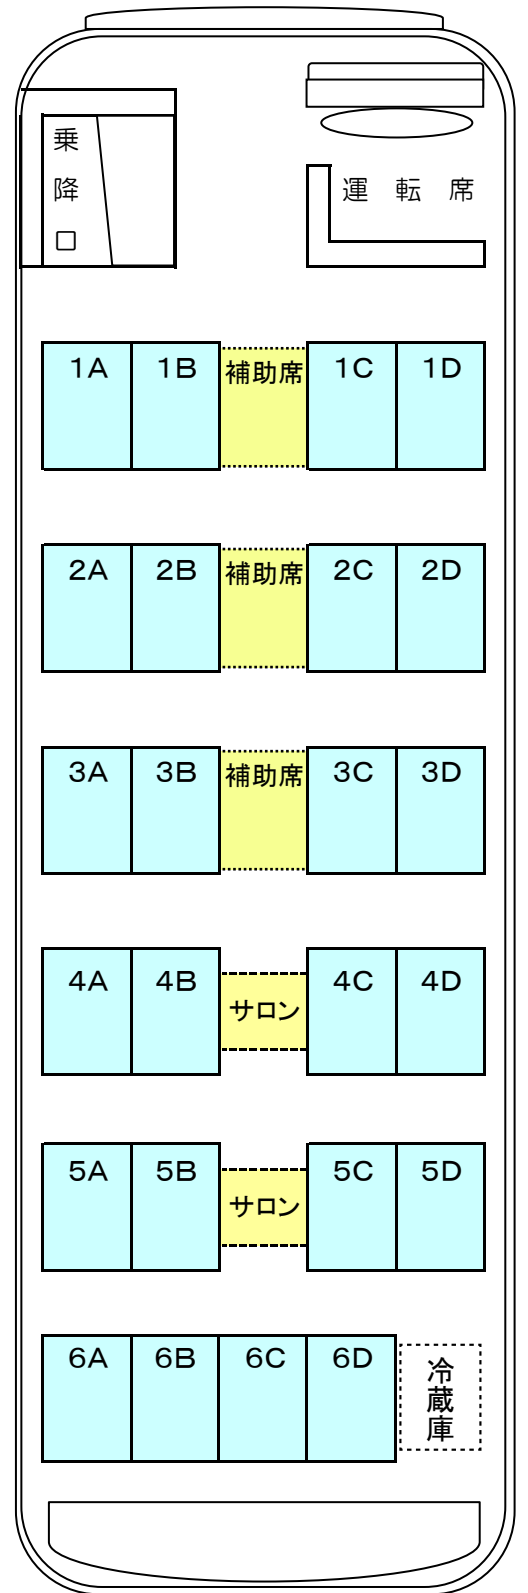 乗降口
運転席
1A 1B 補助席 1C 1D
2A 2B 補助席 2C 2D
3A 3B 補助席 3C 3D
4A 4B サロン 4C 4D
5A 5B サロン 5C 5D
6A 6B 6C 6D 冷蔵庫